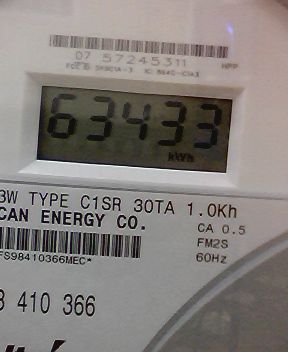 07 57245311
63433
kWh
3W TYPE C1SR 30TA 1.0Kh
CAN ENERGY CO.
CA 0.5
FM2S
60Hz
FS98410366MEC*
410 366